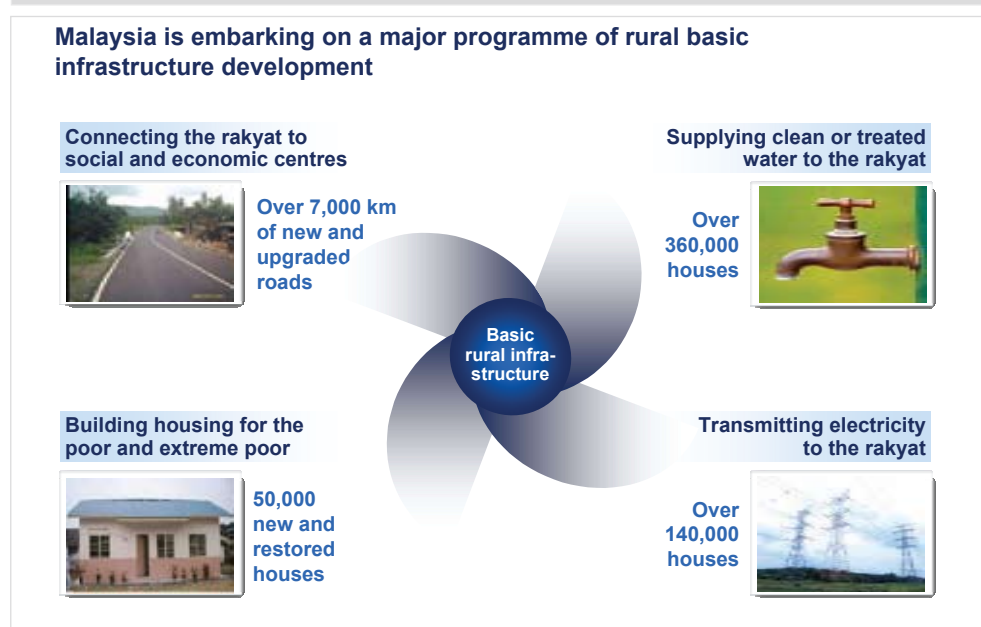 Malaysia is embarking on a major programme of rural basic
infrastructure development
Connecting the rakyat to
social and economic centres
Over 7,000 km
of new and
upgraded
roads
Supplying clean or treated
water to the rakyat
Over
360,000
houses
Basic
rural infra-
structure
Building housing for the
poor and extreme poor
50,000
new and
restored
houses
Transmitting electricity
to the rakyat
Over
140,000
houses